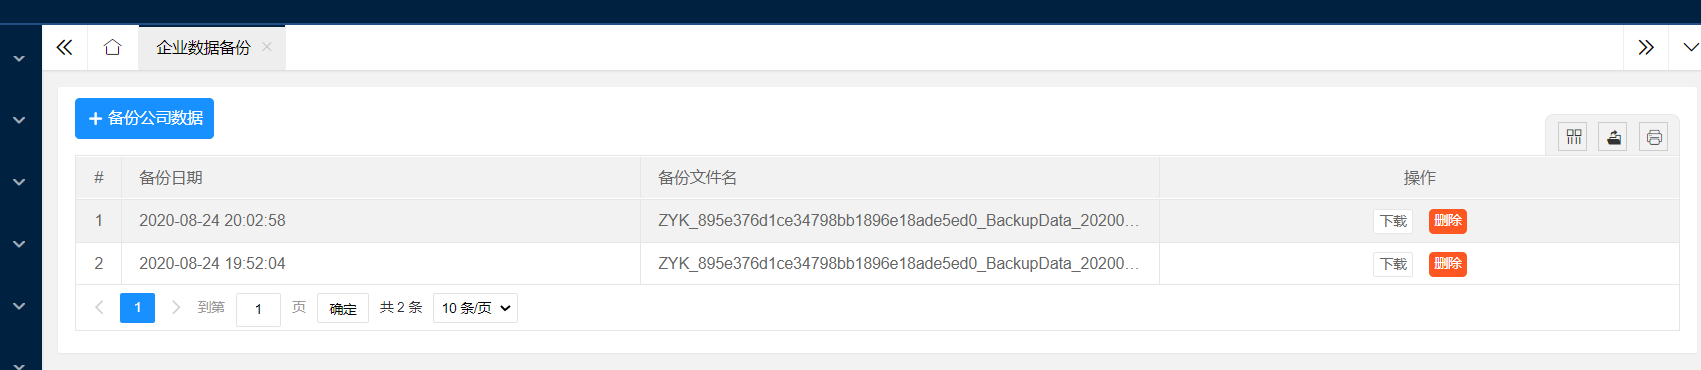 企业数据备份
备份公司数据
# 备份日期 备份文件名 操作
1 2020-08-24 20:02:58 ZYK_895e376d1ce34798bb1896e18ade5ed0_BackupData_20200... 下载 删除
2 2020-08-24 19:52:04 ZYK_895e376d1ce34798bb1896e18ade5ed0_BackupData_20200... 下载 删除
1 到第 1 页 确定 共 2 条 10 条/页